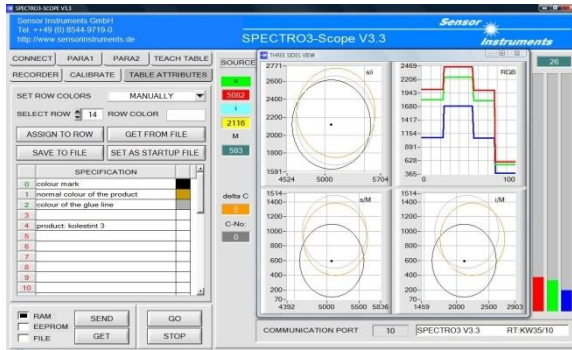 SPECTRO3-SCOPE V3.3
Sensor Instruments GmbH
Tel. ++49 (0) 8544-9719-0
http://www.sensorinstruments.de
SPECTRO3-Scope V3.3
Sensor
Instruments
CONNECT PARA1 PARA2 TEACH TABLE
RECORDER CALIBRATE TABLE ATTRIBUTES
SET ROW COLORS MANUALLY
SELECT ROW 14 ROW COLOR
ASSIGN TO ROW GET FROM FILE
SAVE TO FILE SET AS STARTUP FILE
SPECIFICATION
0 colour mark
1 normal colour of the product
2 colour of the glue line
3
4 product: kolestint 3
5
6
7
8
9
10
RAM
EEPROM
FILE
SEND GO
GET STOP
SOURCE
s
5082
i
2116
M
593
delta C
5
C-No:
0
THREE SIDES VIEW
s/i
2771
2600
2400
2200
2000
1800
1591
4524 5000 5704
RGB
2469
2206
1943
1680
1417
1154
891
628
365
0 100
s/M
1514
1400
1200
1000
800
600
400
200
70
4392 5000 5500 5836
i/M
1514
1400
1200
1000
800
600
400
200
70
1459 2000 2500 2903
26
COMMUNICATION PORT 10 SPECTRO3 V3.3 RT:KW35/10